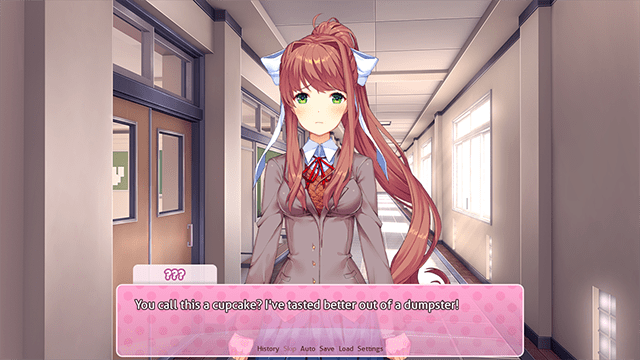 ???
You call this a cupcake? I've tasted better out of a dumpster!
History Skip Auto Save Load Settings